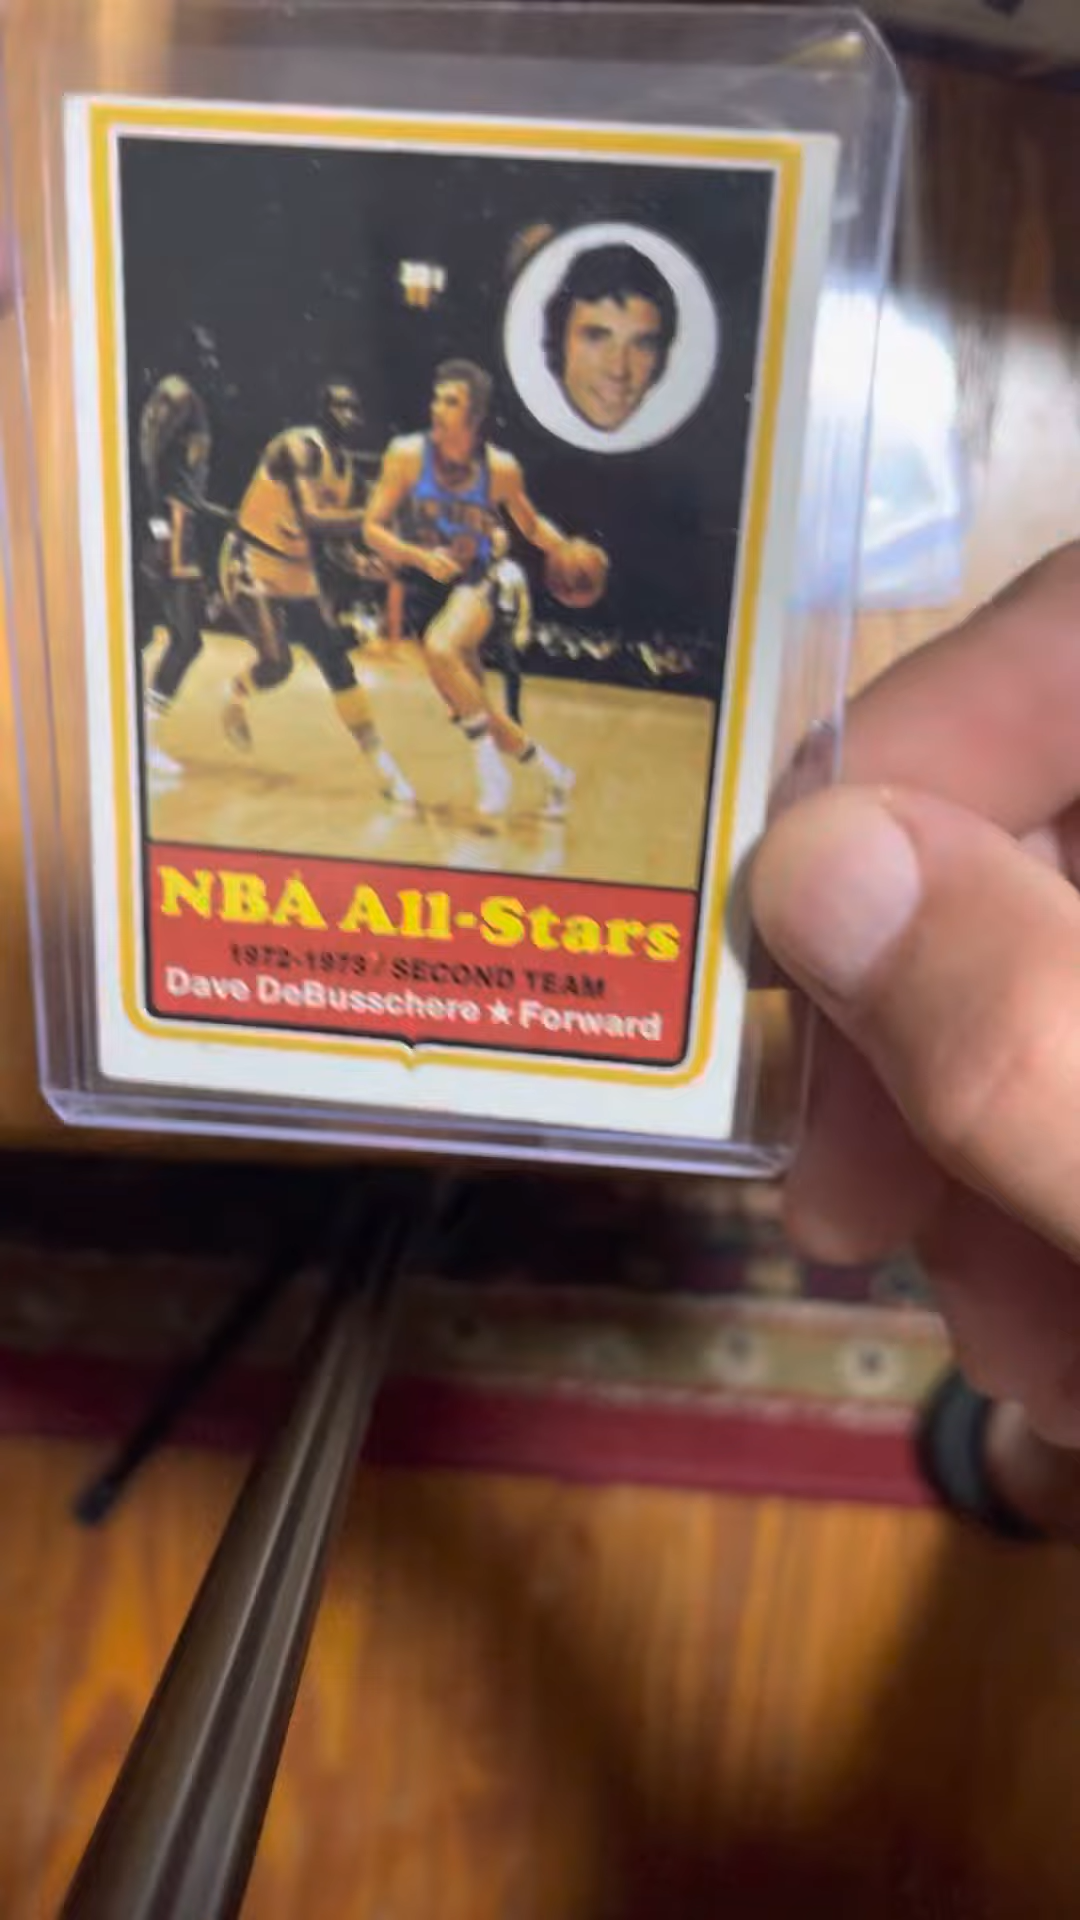 NBA All-Stars
1972-1973 / SECOND TEAM
Dave DeBusschere ★ Forward